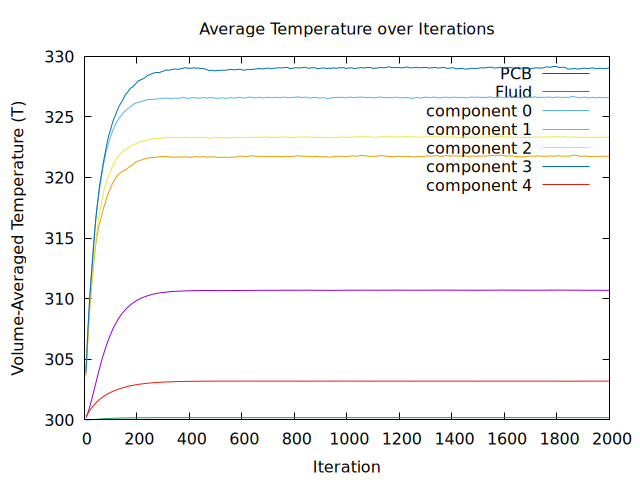 Average Temperature over Iterations
Volume-Averaged Temperature (T)
330
325
320
315
310
305
300
PCB
Fluid
component 0
component 1
component 2
component 3
component 4
0 200 400 600 800 1000 1200 1400 1600 1800 2000
Iteration